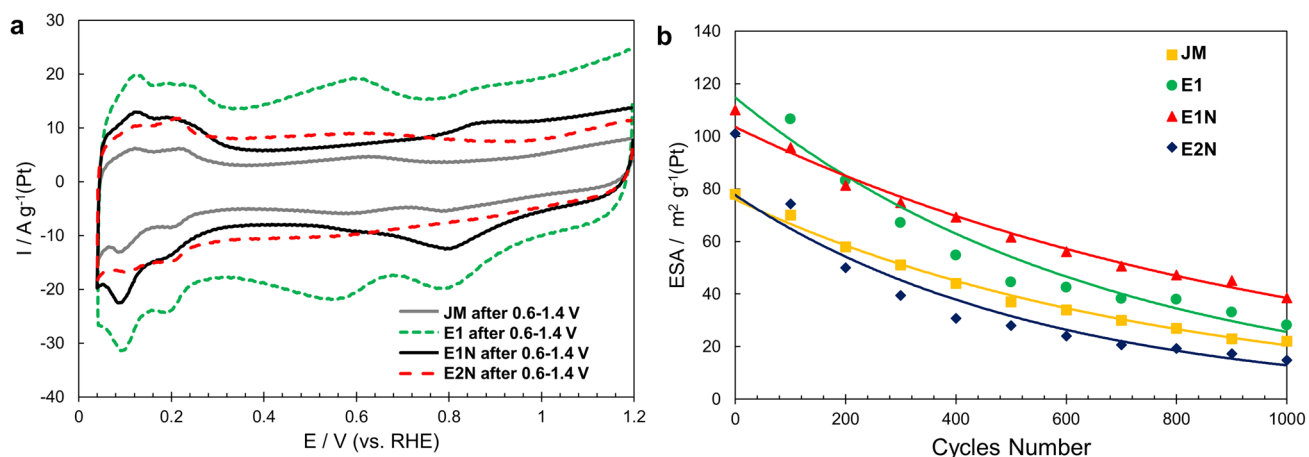 a
30
20
10
0
-10
-20
-30
-40
I / A g⁻¹(Pt)
0
0.2
0.4
0.6
0.8
1
1.2
E / V (vs. RHE)
JM after 0.6-1.4 V
E1 after 0.6-1.4 V
E1N after 0.6-1.4 V
E2N after 0.6-1.4 V
b
140
120
100
80
60
40
20
0
ESA / m² g⁻¹(Pt)
0
200
400
600
800
1000
Cycles Number
JM
E1
E1N
E2N